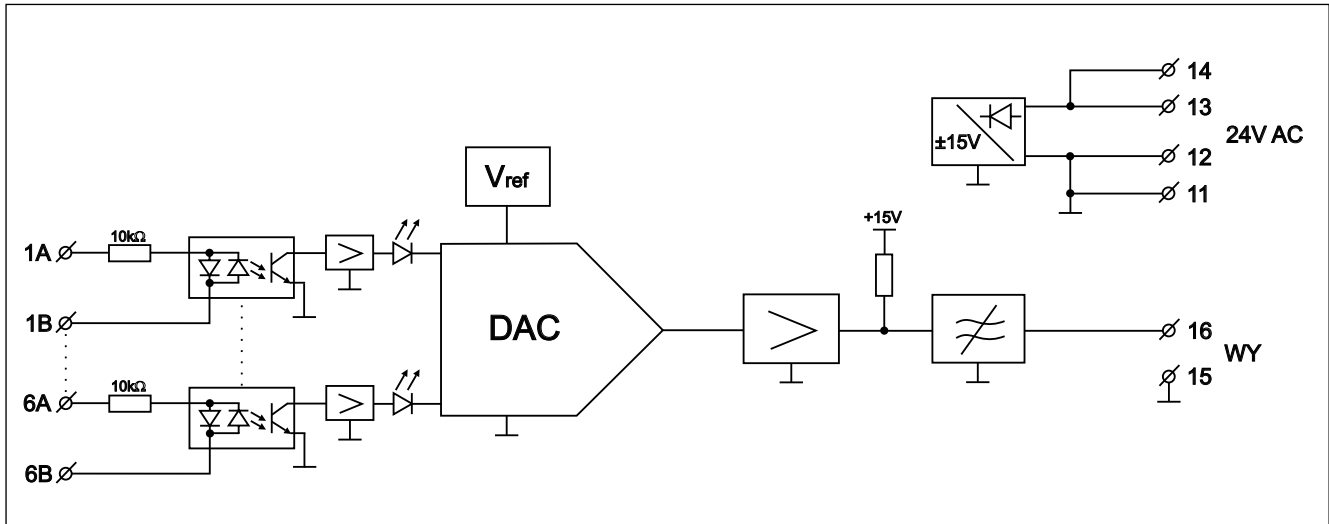 14
13
24V AC
±15V
12
11
Vref
+15V
10kΩ
1A
1B
DAC
16
WY
15
10kΩ
6A
6B